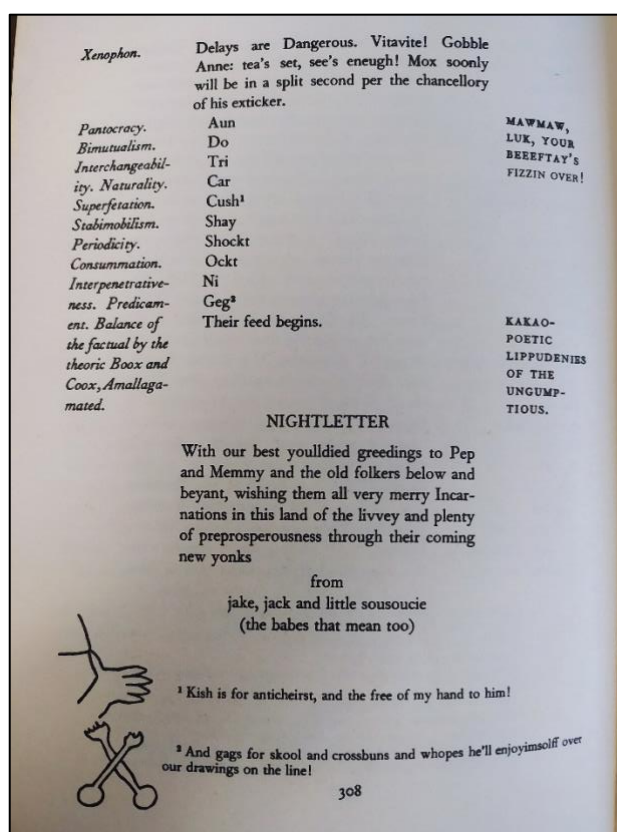 Xenophon.
Delays are Dangerous. Vitavite! Gobble
Anne: tea's set, see's eneugh! Mox soonly
will be in a split second per the chancellory
of his exticker.
Pantocracy.
Bimutualism.
Interchangeabil-
ity. Naturality.
Superfetation.
Stabimobilism.
Periodicity.
Consummation.
Interpenetrative-
ness. Predicam-
ent. Balance of
the factual by the
theoric Boox and
Coox, Amallaga-
mated.
Aun
Do
Tri
Car
Cush¹
Shay
Shockt
Ockt
Ni
Geg²
Their feed begins.
MAWMAW,
LUK, YOUR
BEEEFTAY'S
FIZZIN OVER!
KAKAO-
POETIC
LIPPUDENIES
OF THE
UNGUMP-
TIOUS.
NIGHTLETTER
With our best youlldied greedings to Pep
and Memmy and the old folkers below and
beyant, wishing them all very merry Incar-
nations in this land of the livvey and plenty
of preprosperousness through their coming
new yonks
from
jake, jack and little sousoucie
(the babes that mean too)
¹ Kish is for anticheirst, and the free of my hand to him!
² And gags for skool and crossbuns and whopes he'll enjoyimsolff over
our drawings on the line!
308